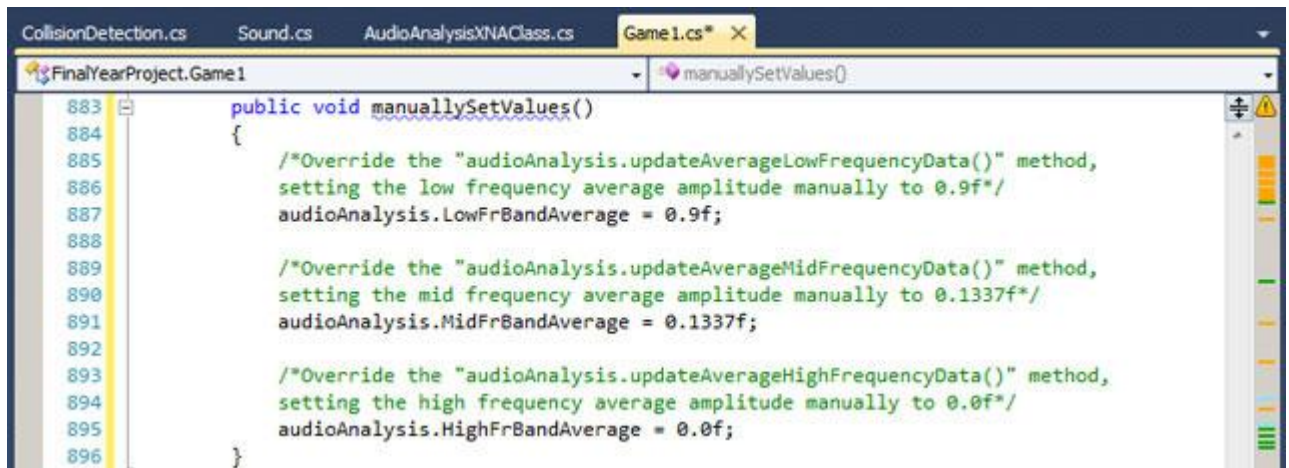 CollisionDetection.cs Sound.cs AudioAnalysisXNAClass.cs Game1.cs*
FinalYearProject.Game1 manuallySetValues()
883 public void manuallySetValues()
884 {
885 /*Override the "audioAnalysis.updateAverageLowFrequencyData()" method,
886 setting the low frequency average amplitude manually to 0.9f*/
887 audioAnalysis.LowFrBandAverage = 0.9f;
888
889 /*Override the "audioAnalysis.updateAverageMidFrequencyData()" method,
890 setting the mid frequency average amplitude manually to 0.1337f*/
891 audioAnalysis.MidFrBandAverage = 0.1337f;
892
893 /*Override the "audioAnalysis.updateAverageHighFrequencyData()" method,
894 setting the high frequency average amplitude manually to 0.0f*/
895 audioAnalysis.HighFrBandAverage = 0.0f;
896 }